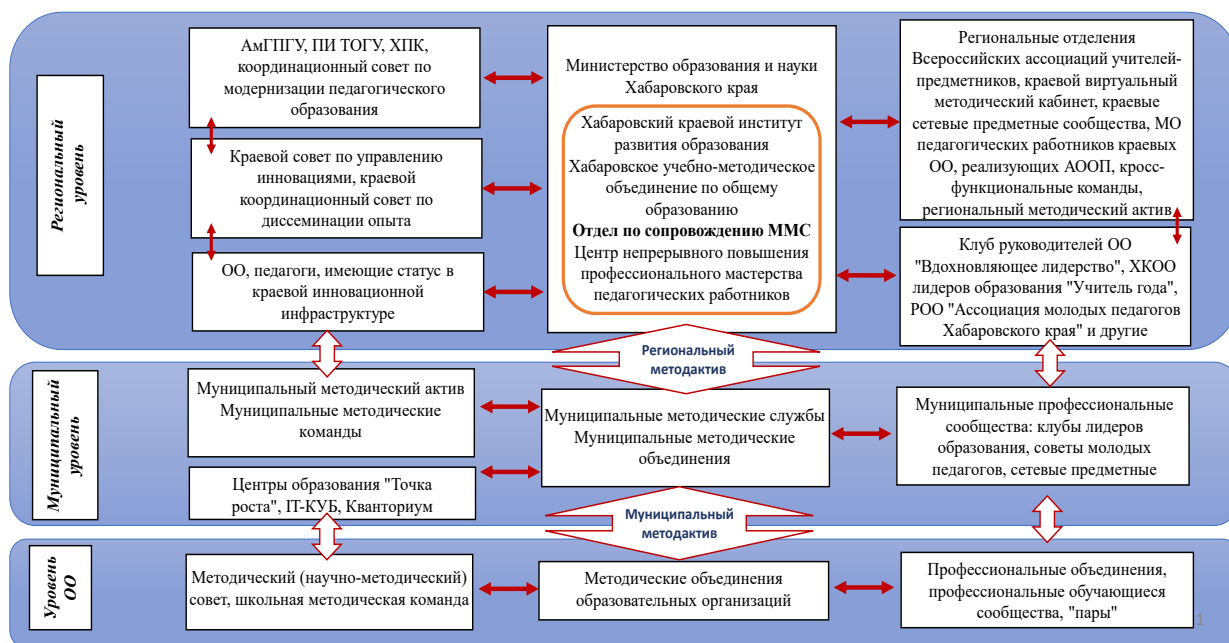 Региональный
уровень
АмГПГУ, ПИ ТОГУ, ХПК,
координационный совет по
модернизации педагогического
образования
Краевой совет по управлению
инновациями, краевой
координационный совет по
диссеминации опыта
ОО, педагоги, имеющие статус в
краевой инновационной
инфраструктуре
Министерство образования и науки
Хабаровского края
Хабаровский краевой институт
развития образования
Хабаровское учебно-методическое
объединение по общему
образованию
Отдел по сопровождению ММС
Центр непрерывного повышения
профессионального мастерства
педагогических работников
Региональные отделения
Всероссийских ассоциаций учителей-
предметников, краевой виртуальный
методический кабинет, краевые
сетевые предметные сообщества, МО
педагогических работников краевых
ОО, реализующих АООП, кросс-
функциональные команды,
региональный методический актив
Клуб руководителей ОО
"Вдохновляющее лидерство", ХКОО
лидеров образования "Учитель года",
РОО "Ассоциация молодых педагогов
Хабаровского края" и другие
Региональный
методактив
Муниципальный
уровень
Муниципальный методический актив
Муниципальные методические
команды
Центры образования "Точка
роста", IT-КУБ, Кванториум
Муниципальные методические службы
Муниципальные методические
объединения
Муниципальные профессиональные
сообщества: клубы лидеров
образования, советы молодых
педагогов, сетевые предметные
Муниципальный
методактив
Уровень
ОО
Методический (научно-методический)
совет, школьная методическая команда
Методические объединения
образовательных организаций
Профессиональные объединения,
профессиональные обучающиеся
сообщества, "пары"
1